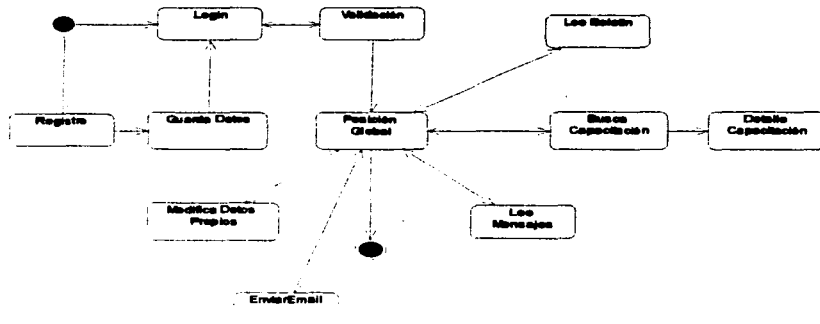 Login
Validación
Lee Boletín
Registro
Guarda Datos
Posición
Global
Busca
Capacitación
Detalle
Capacitación
Modifica Datos
Propios
Lee
Mensajes
EnviarEmail